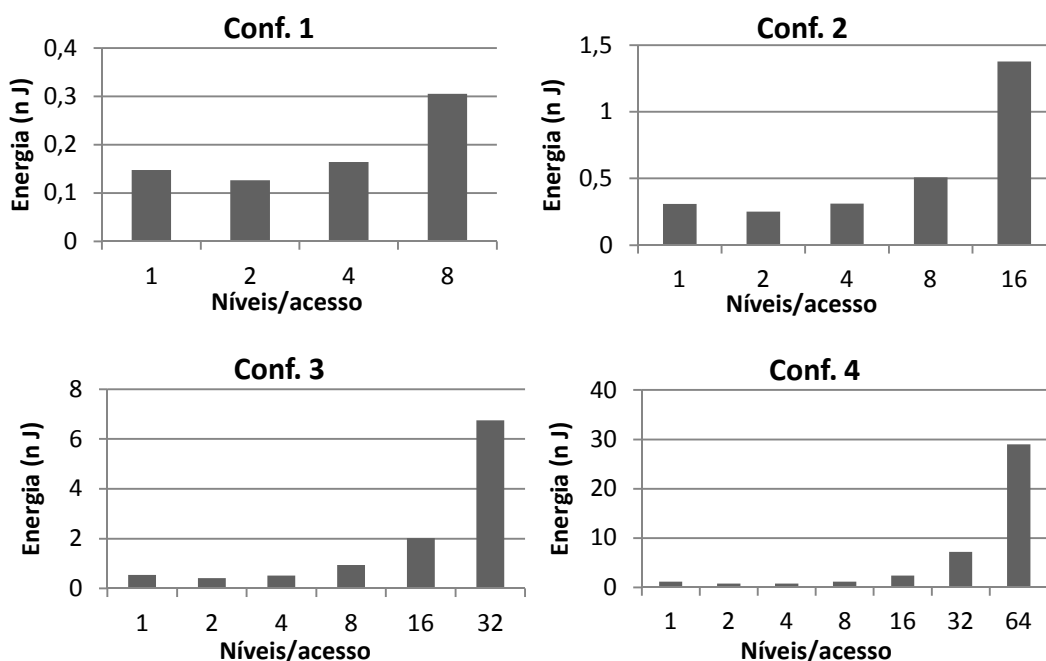 Conf. 1
Energia (n J)
0,4
0,3
0,2
0,1
0
1 2 4 8
Níveis/acesso
Conf. 2
Energia (n J)
1,5
1
0,5
0
1 2 4 8 16
Níveis/acesso
Conf. 3
Energia (n J)
8
6
4
2
0
1 2 4 8 16 32
Níveis/acesso
Conf. 4
Energia (n J)
40
30
20
10
0
1 2 4 8 16 32 64
Níveis/acesso